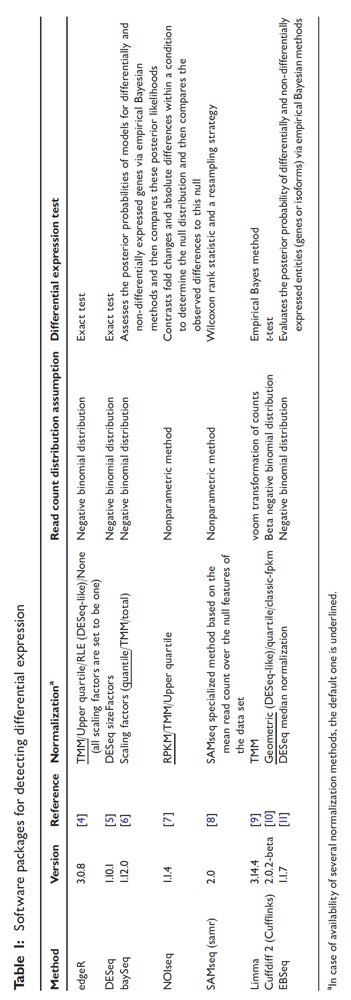 Table 1: Software packages for detecting differential expression
Method Version Reference Normalizationᵃ Read count distribution assumption Differential expression test
edgeR 3.0.8 [4] TMM/Upper quartile/RLE (DESeq-like)/None Negative binomial distribution Exact test
(all scaling factors are set to be one)
DESeq 1.10.1 [5] DESeq sizeFactors Negative binomial distribution Exact test
baySeq 1.12.0 [6] Scaling factors (quantile/TMM/total) Negative binomial distribution Assesses the posterior probabilities of models for differentially and
non-differentially expressed genes via empirical Bayesian
methods and then compares these posterior likelihoods
NOIseq 1.1.4 [7] RPKM/TMM/Upper quartile Nonparametric method Contrasts fold changes and absolute differences within a condition
to determine the null distribution and then compares the
observed differences to this null
SAMseq (samr) 2.0 [8] SAMseq specialized method based on the Nonparametric method Wilcoxon rank statistic and a resampling strategy
mean read count over the null features of
the data set
Limma 3.14.4 [9] TMM voom transformation of counts Empirical Bayes method
Cuffdiff 2 (Cufflinks) 2.0.2-beta [10] Geometric (DESeq-like)/quartile/classic-fpkm Beta negative binomial distribution t-test
EBSeq 1.1.7 [11] DESeq median normalization Negative binomial distribution Evaluates the posterior probability of differentially and non-differentially
expressed entities (genes or isoforms) via empirical Bayesian methods
ᵃIn case of availability of several normalization methods, the default one is underlined.